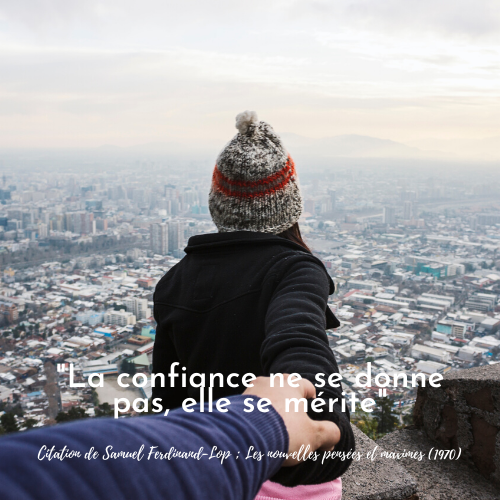 "La confiance ne se donne
pas, elle se mérite"
Citation de Samuel Ferdinand-Lop ; Les nouvelles pensées et maximes (1970)